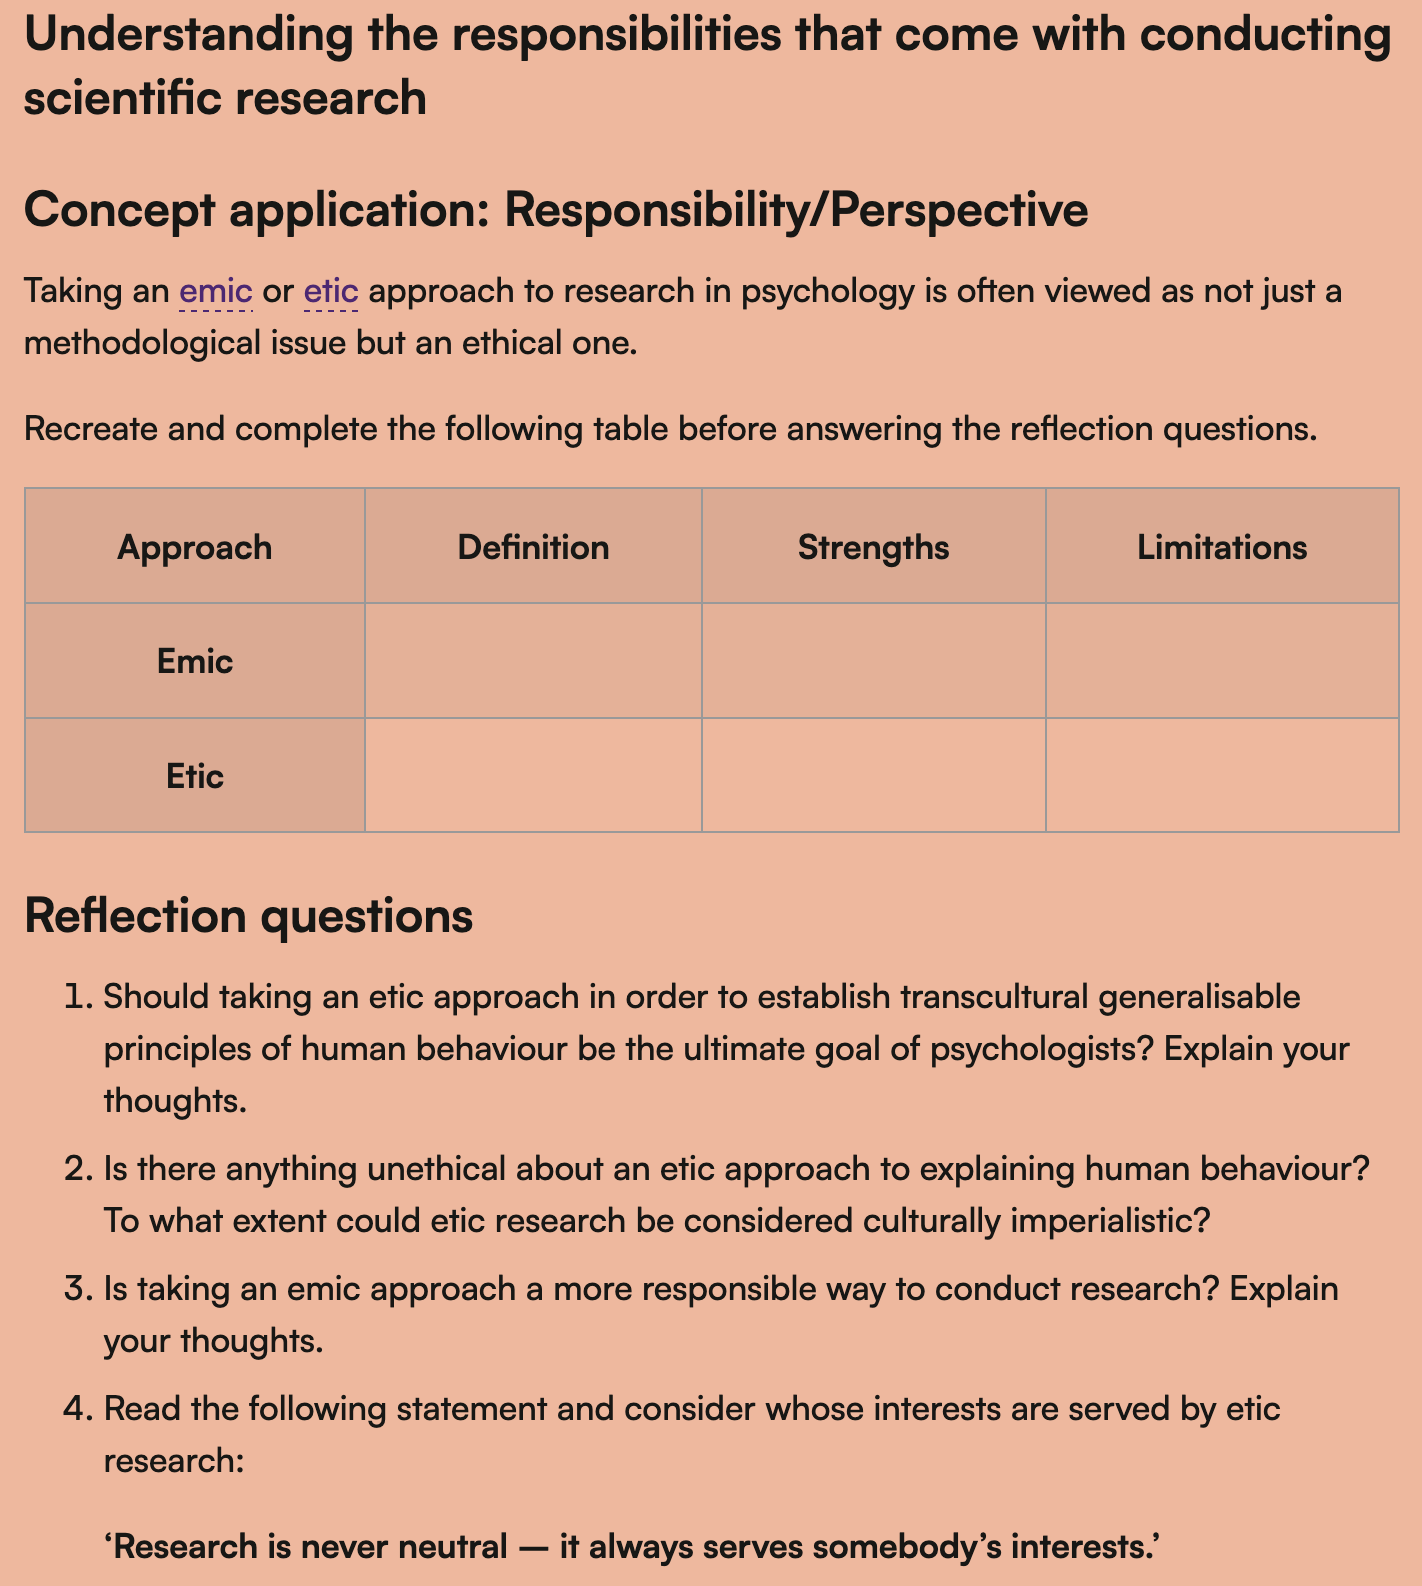 Understanding the responsibilities that come with conducting
scientific research
Concept application: Responsibility/Perspective
Taking an emic or etic approach to research in psychology is often viewed as not just a
methodological issue but an ethical one.
Recreate and complete the following table before answering the reflection questions.
Approach Definition Strengths Limitations
Emic
Etic
Reflection questions
1. Should taking an etic approach in order to establish transcultural generalisable
principles of human behaviour be the ultimate goal of psychologists? Explain your
thoughts.
2. Is there anything unethical about an etic approach to explaining human behaviour?
To what extent could etic research be considered culturally imperialistic?
3. Is taking an emic approach a more responsible way to conduct research? Explain
your thoughts.
4. Read the following statement and consider whose interests are served by etic
research:
‘Research is never neutral — it always serves somebody’s interests.’